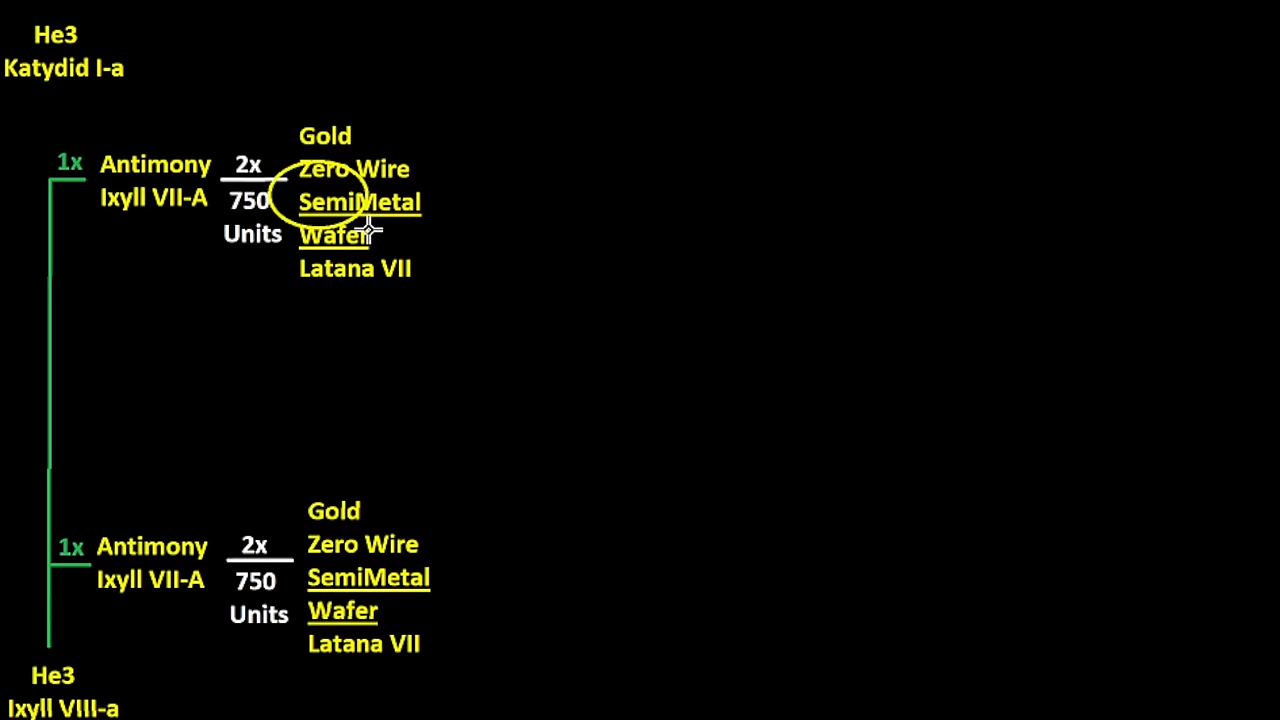 He3
Katydid I-a
Gold
1x Antimony 2x Zero Wire
Ixyll VII-A 750 SemiMetal
Units Wafer
Latana VII
Gold
1x Antimony 2x Zero Wire
Ixyll VII-A 750 SemiMetal
Units Wafer
Latana VII
He3
Ixyll VIII-a